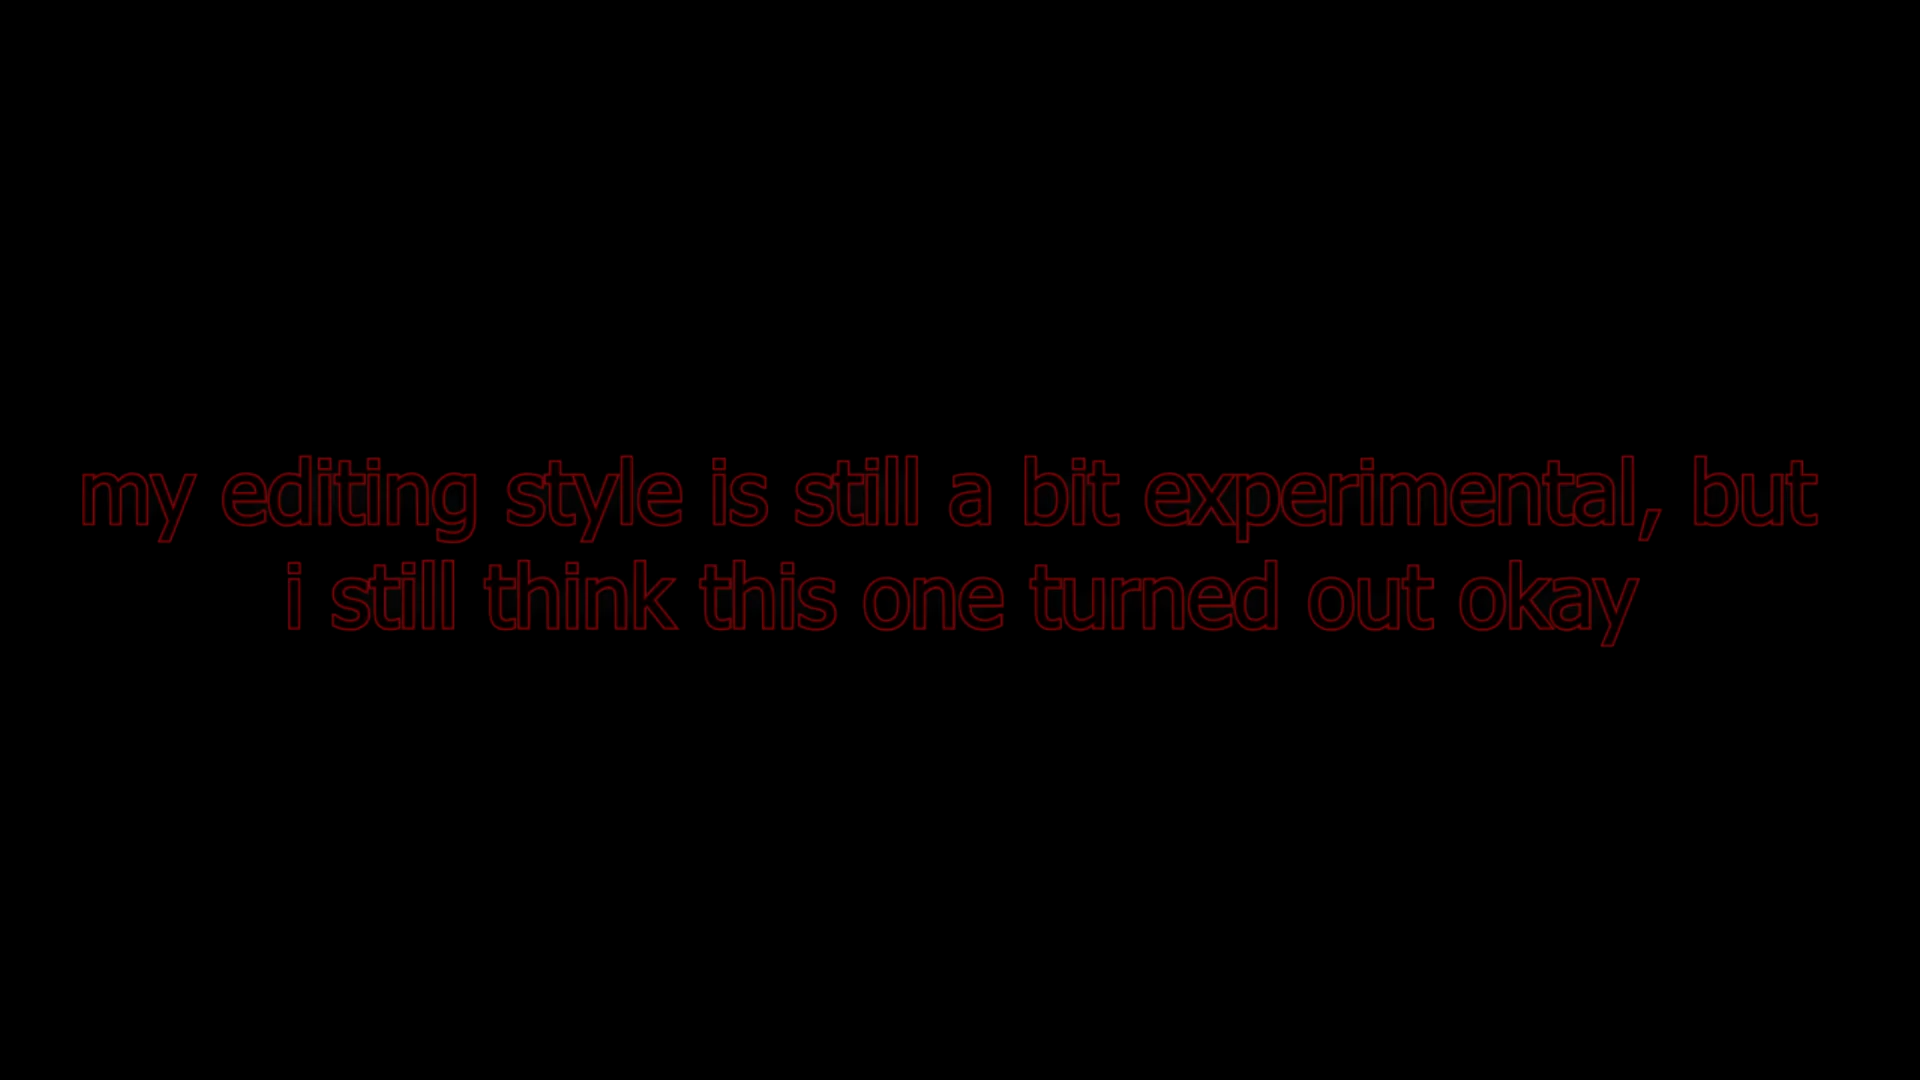 my editing style is still a bit experimental, but
i still think this one turned out okay